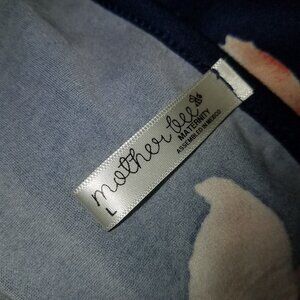 mother bee
MATERNITY
ASSEMBLED IN MEXICO
L